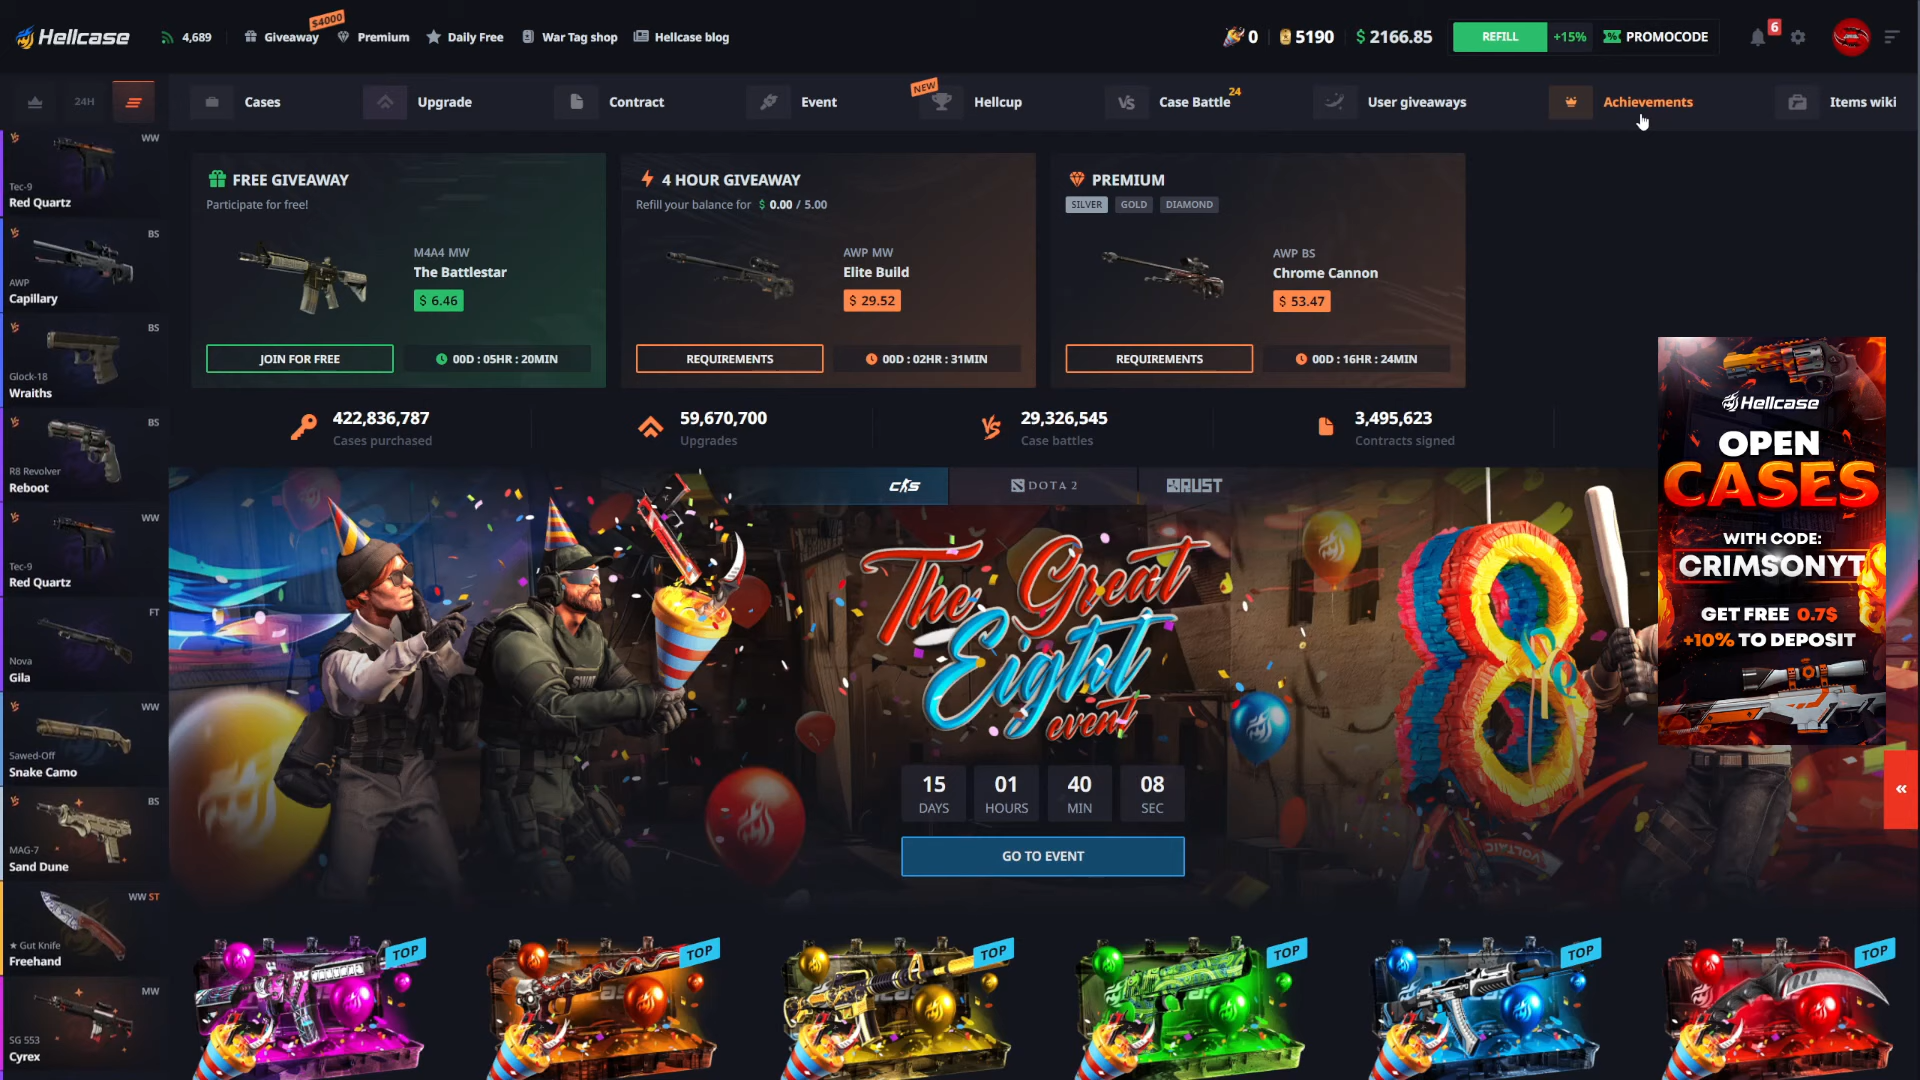 Hellcase
4,689
Giveaway
$4000
Premium
Daily Free
War Tag shop
Hellcase blog
0
5190
$ 2166.85
REFILL
+15%
PROMOCODE
6
24H
Cases
Upgrade
Contract
Event
NEW
Hellcup
VS
Case Battle
24
User giveaways
Achievements
Items wiki
WW
Tec-9
Red Quartz
BS
AWP
Capillary
BS
Glock-18
Wraiths
BS
R8 Revolver
Reboot
WW
Tec-9
Red Quartz
FT
Nova
Gila
WW
Sawed-Off
Snake Camo
BS
MAG-7
Sand Dune
WW ST
★ Gut Knife
Freehand
MW
SG 553
Cyrex
FREE GIVEAWAY
Participate for free!
M4A4 MW
The Battlestar
$ 6.46
JOIN FOR FREE
00D : 05HR : 20MIN
4 HOUR GIVEAWAY
Refill your balance for $ 0.00 / 5.00
AWP MW
Elite Build
$ 29.52
REQUIREMENTS
00D : 02HR : 31MIN
PREMIUM
SILVER
GOLD
DIAMOND
AWP BS
Chrome Cannon
$ 53.47
REQUIREMENTS
00D : 16HR : 24MIN
422,836,787
Cases purchased
59,670,700
Upgrades
29,326,545
Case battles
3,495,623
Contracts signed
CS
DOTA 2
RUST
The Great
Eight
event
15
DAYS
01
HOURS
40
MIN
08
SEC
GO TO EVENT
Hellcase
OPEN
CASES
WITH CODE:
CRIMSONYT
GET FREE 0.7$
+10% TO DEPOSIT
«
TOP
TOP
TOP
TOP
TOP
TOP